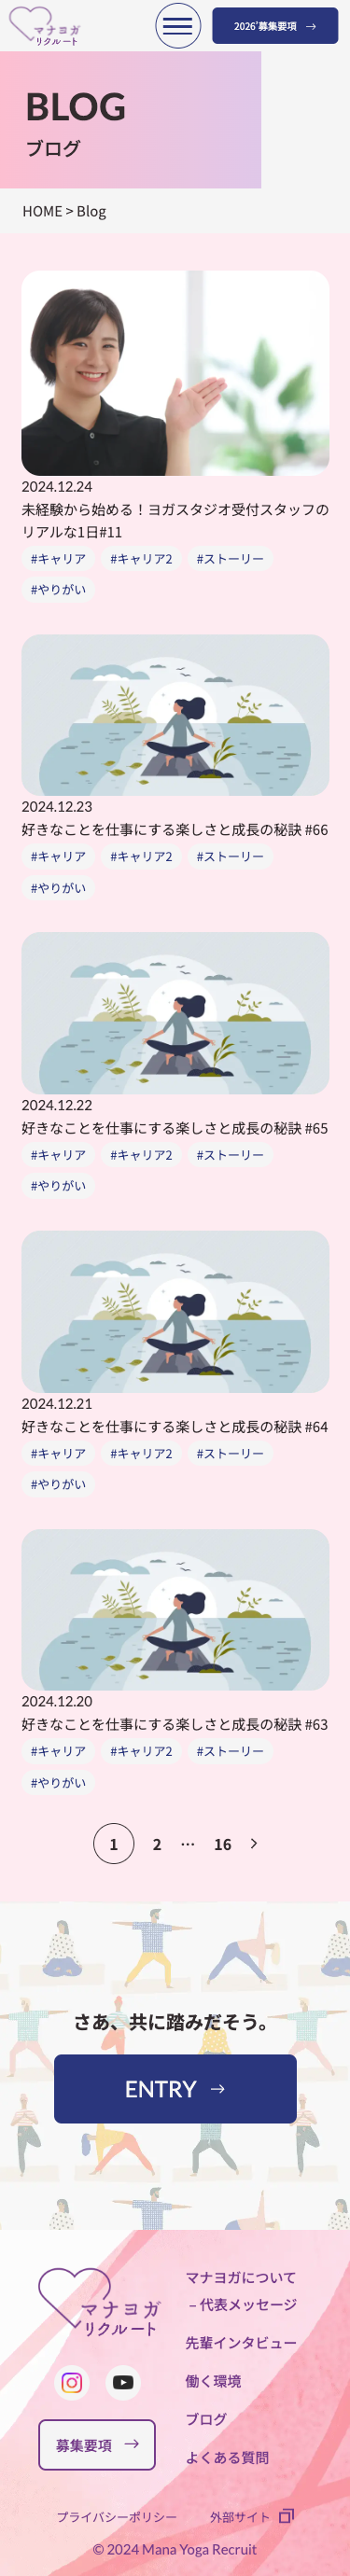 マナヨガ
リクルート
2026'募集要項 →
BLOG
ブログ
HOME > Blog
2024.12.24
未経験から始める！ヨガスタジオ受付スタッフの
リアルな1日#11
#キャリア #キャリア2 #ストーリー
#やりがい
2024.12.23
好きなことを仕事にする楽しさと成長の秘訣 #66
#キャリア #キャリア2 #ストーリー
#やりがい
2024.12.22
好きなことを仕事にする楽しさと成長の秘訣 #65
#キャリア #キャリア2 #ストーリー
#やりがい
2024.12.21
好きなことを仕事にする楽しさと成長の秘訣 #64
#キャリア #キャリア2 #ストーリー
#やりがい
2024.12.20
好きなことを仕事にする楽しさと成長の秘訣 #63
#キャリア #キャリア2 #ストーリー
#やりがい
1 2 … 16 >
さあ、共に踏みだそう。
ENTRY →
マナヨガ
リクルート
募集要項 →
マナヨガについて
– 代表メッセージ
先輩インタビュー
働く環境
ブログ
よくある質問
プライバシーポリシー 外部サイト
© 2024 Mana Yoga Recruit